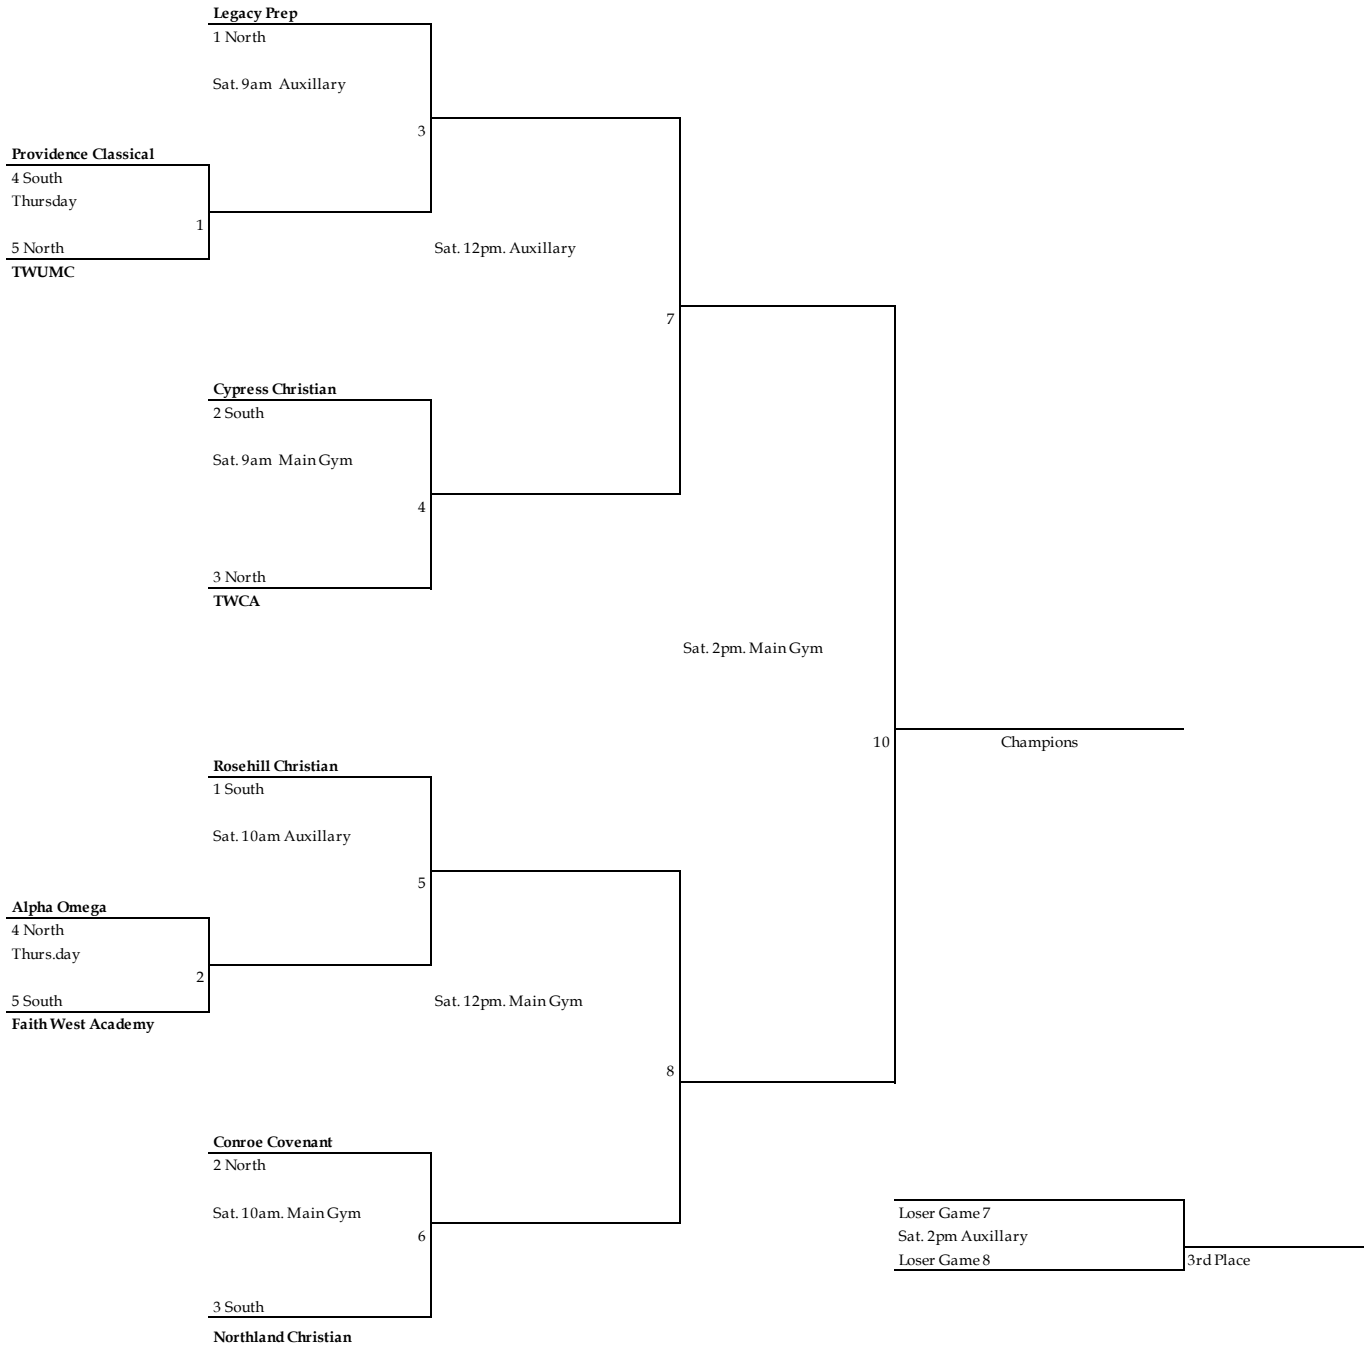 Legacy Prep
1 North
Sat. 9am  Auxillary
3
Providence Classical
4 South
Thursday
1
5 North
TWUMC
Sat. 12pm. Auxillary
7
Cypress Christian
2 South
Sat. 9am  Main Gym
4
3 North
TWCA
Sat. 2pm. Main Gym
10
Champions
Rosehill Christian
1 South
Sat. 10am Auxillary
5
Alpha Omega
4 North
Thurs.day
2
5 South
Faith West Academy
Sat. 12pm. Main Gym
8
Conroe Covenant
2 North
Sat. 10am. Main Gym
6
3 South
Northland Christian
Loser Game 7
Sat. 2pm Auxillary
Loser Game 8
3rd Place